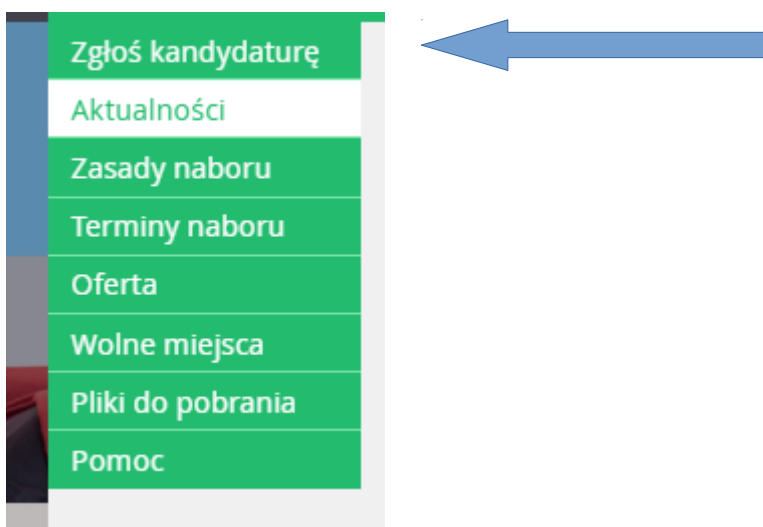 Zgłoś kandydaturę
Aktualności
Zasady naboru
Terminy naboru
Oferta
Wolne miejsca
Pliki do pobrania
Pomoc